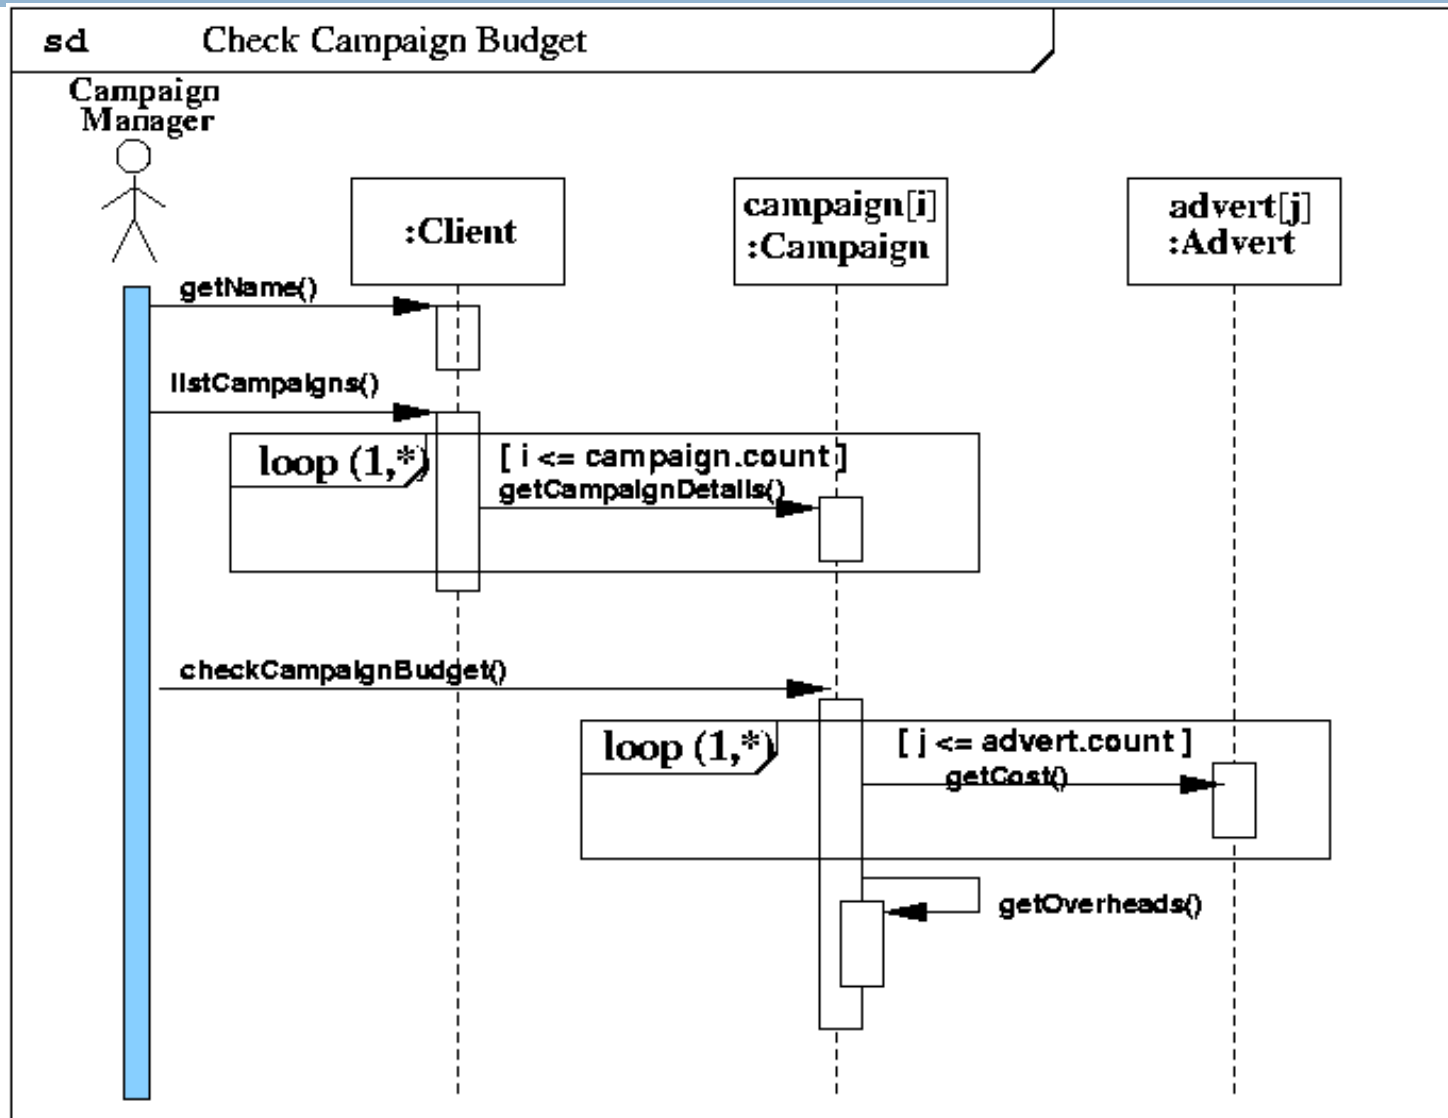 sd Check Campaign Budget
Campaign
Manager
:Client
campaign[i]
:Campaign
advert[j]
:Advert
getName()
listCampaigns()
loop (1,*) [ i <= campaign.count ]
getCampaignDetails()
checkCampaignBudget()
loop (1,*) [ j <= advert.count ]
getCost()
getOverheads()